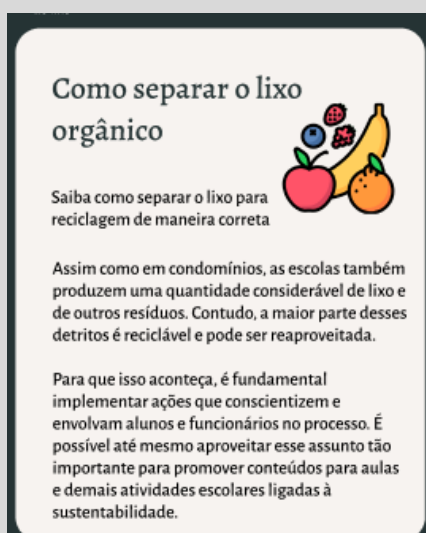 Como separar o lixo
orgânico
Saiba como separar o lixo para
reciclagem de maneira correta
Assim como em condomínios, as escolas também
produzem uma quantidade considerável de lixo e
de outros resíduos. Contudo, a maior parte desses
detritos é reciclável e pode ser reaproveitada.
Para que isso aconteça, é fundamental
implementar ações que conscientizem e
envolvam alunos e funcionários no processo. É
possível até mesmo aproveitar esse assunto tão
importante para promover conteúdos para aulas
e demais atividades escolares ligadas à
sustentabilidade.